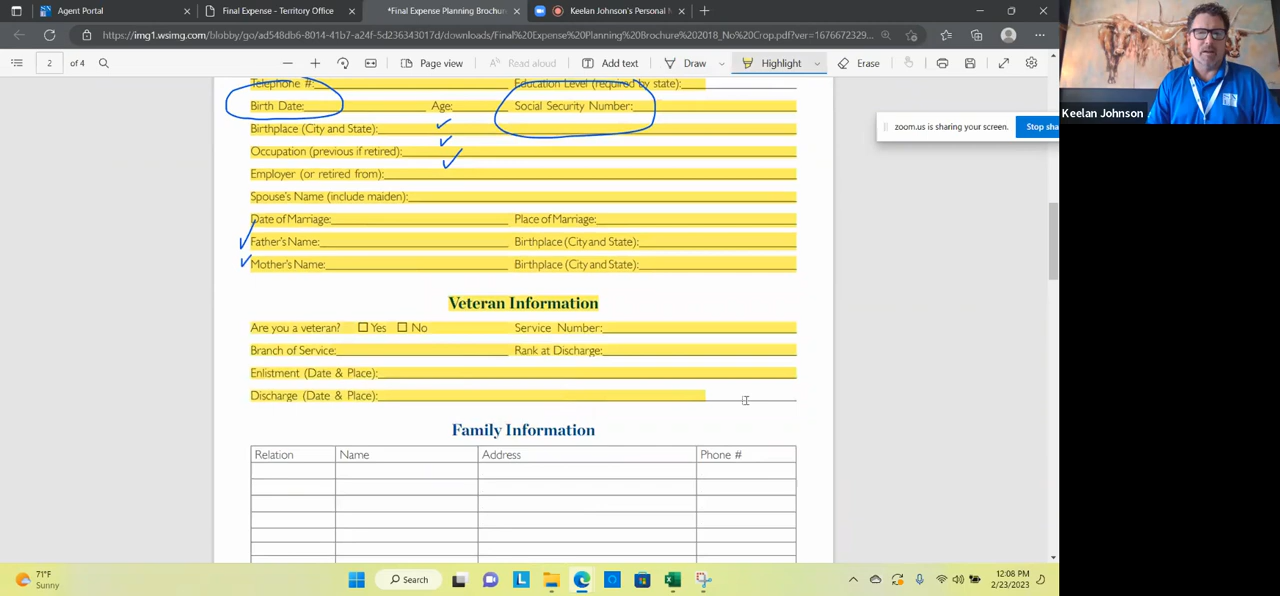 Agent Portal
Final Expense - Territory Office
*Final Expense Planning Brochure
Keelan Johnson's Personal M
https://img1.wsimg.com/blobby/go/ad548db6-8014-41b7-a24f-5d236343017d/downloads/Final%20Expense%20Planning%20Brochure%202018_No%20Crop.pdf?ver=1676672329
2 of 4
Page view
Read aloud
Add text
Draw
Highlight
Erase
zoom.us is sharing your screen.
Stop sha
Keelan Johnson
Telephone #: Education Level (required by state):
Birth Date: Age: Social Security Number:
Birthplace (City and State):
Occupation (previous if retired):
Employer (or retired from):
Spouse's Name (include maiden):
Date of Marriage: Place of Marriage:
Father's Name: Birthplace (City and State):
Mother's Name: Birthplace (City and State):
Veteran Information
Are you a veteran? Yes No Service Number:
Branch of Service: Rank at Discharge:
Enlistment (Date & Place):
Discharge (Date & Place):
Family Information
Relation Name Address Phone #
71°F
Sunny
Search
12:08 PM
2/23/2023